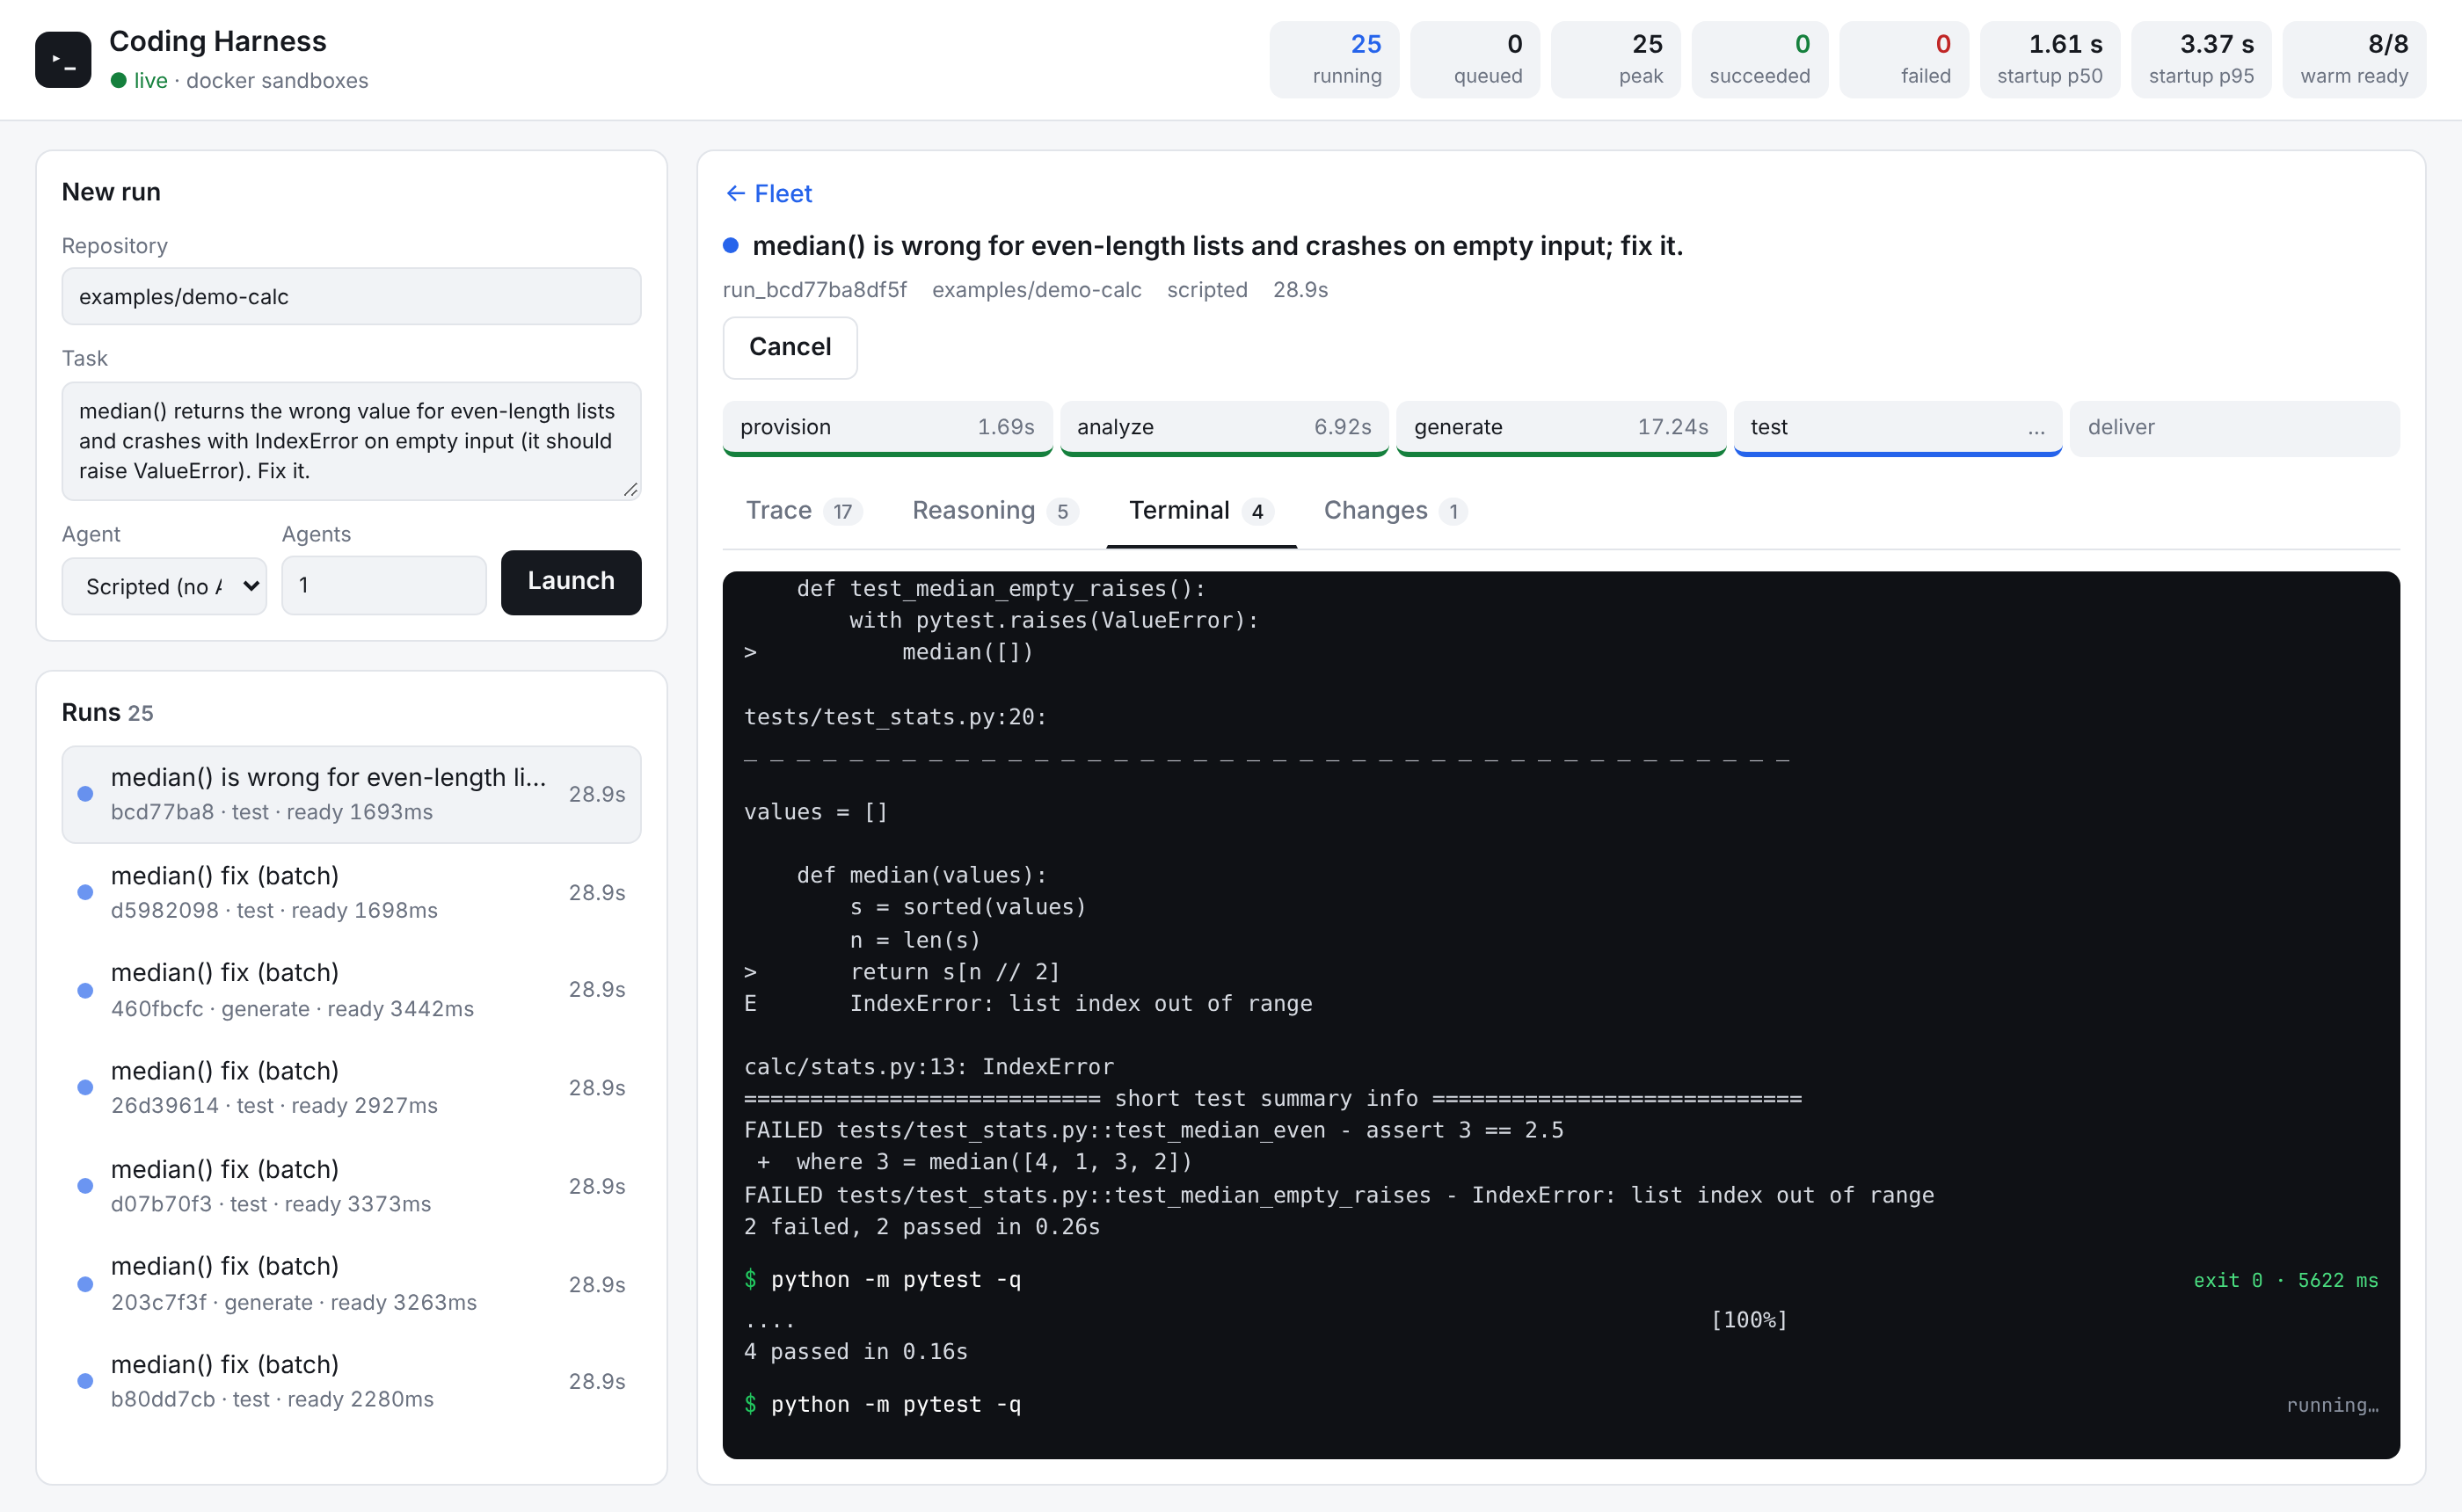 Coding Harness
live · docker sandboxes
25
running
0
queued
25
peak
0
succeeded
0
failed
1.61 s
startup p50
3.37 s
startup p95
8/8
warm ready
New run
Repository
examples/demo-calc
Task
median() returns the wrong value for even-length lists
and crashes with IndexError on empty input (it should
raise ValueError). Fix it.
Agent
Agents
Scripted (no A
1
Launch
Runs 25
median() is wrong for even-length li...
bcd77ba8 · test · ready 1693ms
28.9s
median() fix (batch)
d5982098 · test · ready 1698ms
28.9s
median() fix (batch)
460fbcfc · generate · ready 3442ms
28.9s
median() fix (batch)
26d39614 · test · ready 2927ms
28.9s
median() fix (batch)
d07b70f3 · test · ready 3373ms
28.9s
median() fix (batch)
203c7f3f · generate · ready 3263ms
28.9s
median() fix (batch)
b80dd7cb · test · ready 2280ms
28.9s
← Fleet
median() is wrong for even-length lists and crashes on empty input; fix it.
run_bcd77ba8df5f examples/demo-calc scripted 28.9s
Cancel
provision 1.69s
analyze 6.92s
generate 17.24s
test ...
deliver
Trace 17
Reasoning 5
Terminal 4
Changes 1
    def test_median_empty_raises():
        with pytest.raises(ValueError):
>           median([])
tests/test_stats.py:20:
_ _ _ _ _ _ _ _ _ _ _ _ _ _ _ _ _ _ _ _ _ _ _ _ _ _ _ _ _ _ _ _ _ _ _ _ _ _ _ _
values = []
    def median(values):
        s = sorted(values)
        n = len(s)
>       return s[n // 2]
E       IndexError: list index out of range
calc/stats.py:13: IndexError
=========================== short test summary info ============================
FAILED tests/test_stats.py::test_median_even - assert 3 == 2.5
 +  where 3 = median([4, 1, 3, 2])
FAILED tests/test_stats.py::test_median_empty_raises - IndexError: list index out of range
2 failed, 2 passed in 0.26s
$ python -m pytest -q exit 0 · 5622 ms
.... [100%]
4 passed in 0.16s
$ python -m pytest -q running…